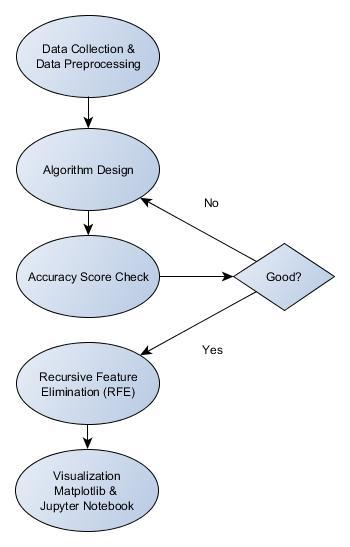 Data Collection &
Data Preprocessing
Algorithm Design
No
Accuracy Score Check
Good?
Yes
Recursive Feature
Elimination (RFE)
Visualization
Matplotlib &
Jupyter Notebook